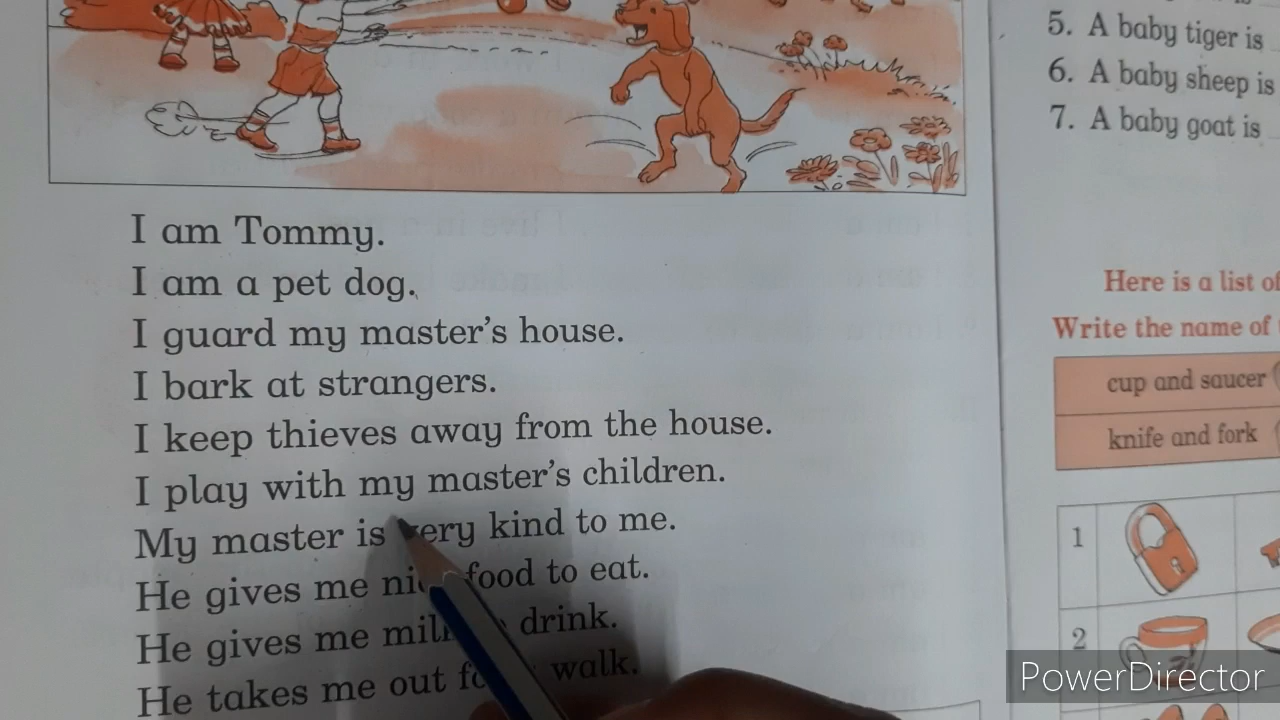 I am Tommy.
I am a pet dog.
I guard my master's house.
I bark at strangers.
I keep thieves away from the house.
I play with my master's children.
My master is very kind to me.
He gives me food to eat.
He gives me drink.
He takes me out walk.
5. A baby tiger is
6. A baby sheep is
7. A baby goat is
Here is a list of
Write the name of
cup and saucer
knife and fork
1
2
PowerDirector